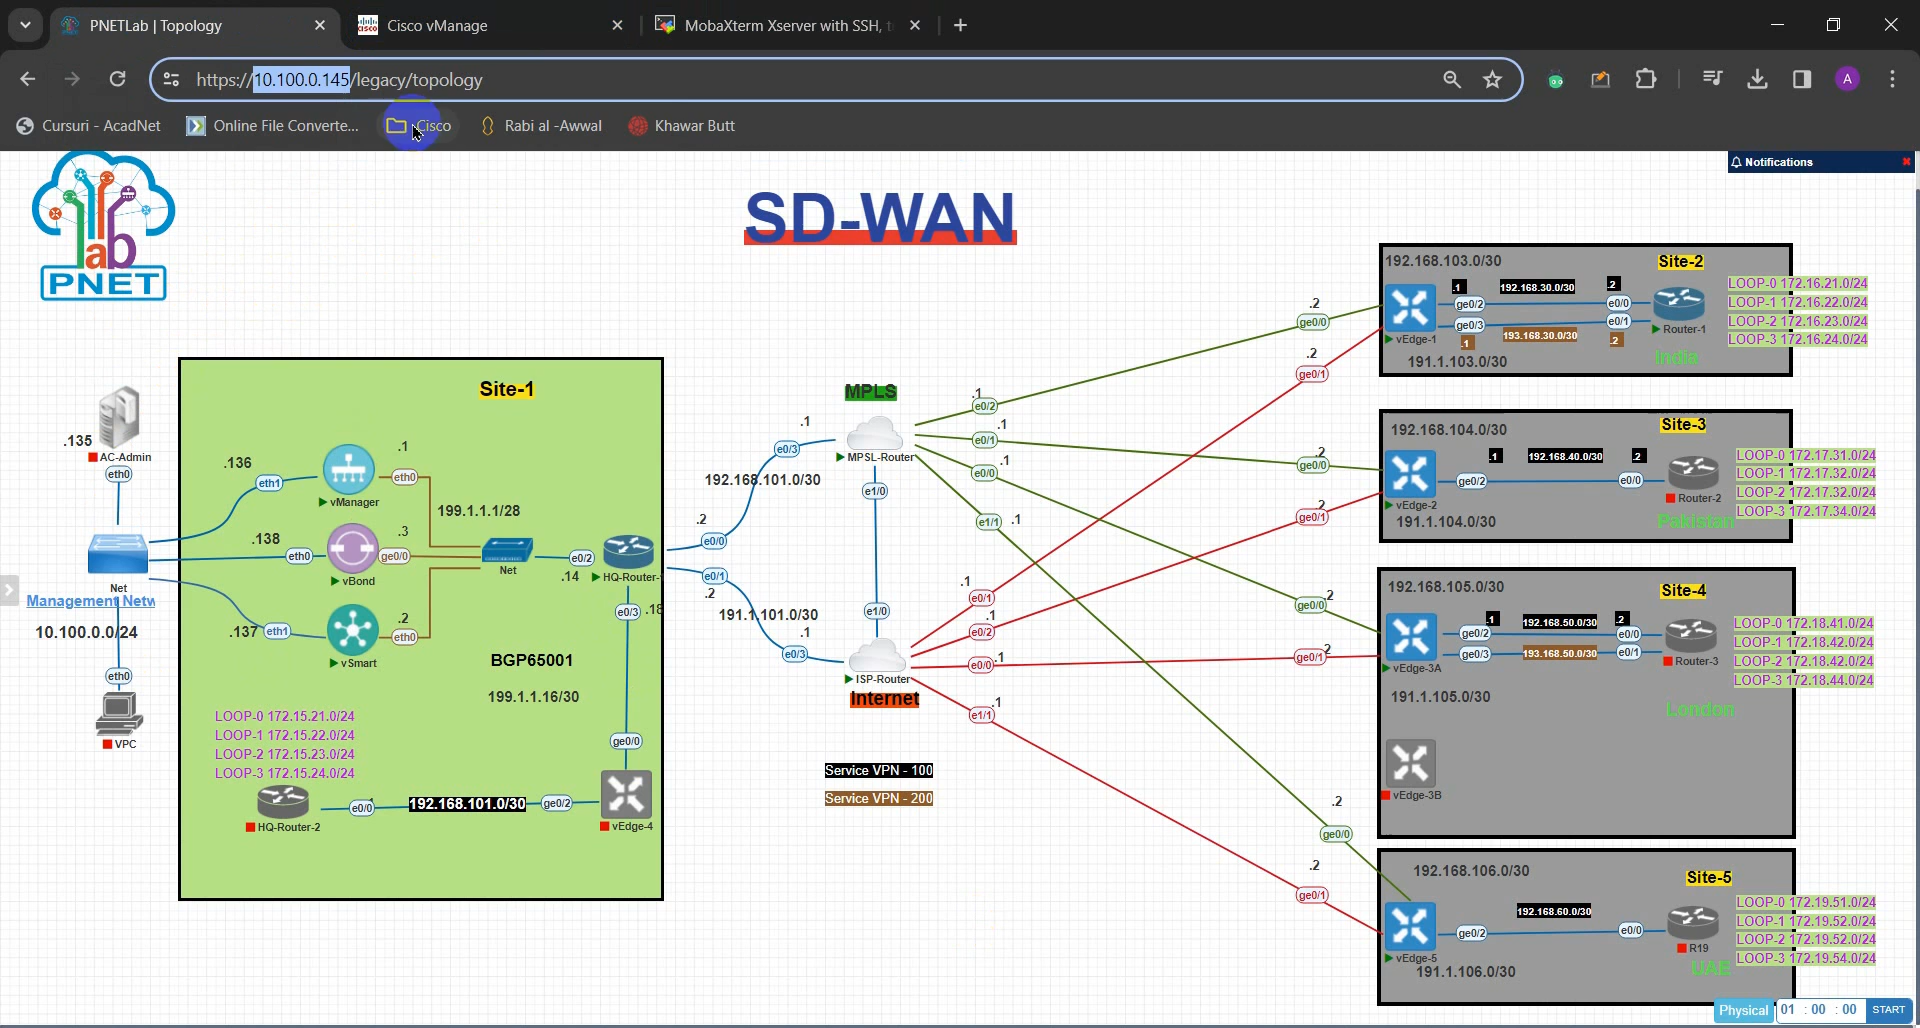 PNETLab | Topology
Cisco vManage
MobaXterm Xserver with SSH, t
https://10.100.0.145/legacy/topology
A
Cursuri - AcadNet
Online File Converte...
Cisco
Rabi al -Awwal
Khawar Butt
Notifications
lab
PNET
SD-WAN
192.168.103.0/30
Site-2
.1
192.168.30.0/30
.2
ge0/2
e0/0
ge0/3
e0/1
193.168.30.0/30
.1
.2
vEdge-1
Router-1
191.1.103.0/30
India
LOOP-0 172.16.21.0/24
LOOP-1 172.16.22.0/24
LOOP-2 172.16.23.0/24
LOOP-3 172.16.24.0/24
.2
ge0/0
.2
ge0/1
Site-1
MPLS
.1
e0/2
.1
e0/1
.1
e0/0
.1
e0/3
MPSL-Router
192.168.101.0/30
e1/0
e1/1
.1
192.168.104.0/30
Site-3
.1
192.168.40.0/30
.2
ge0/2
e0/0
vEdge-2
Router-2
191.1.104.0/30
Pakistan
LOOP-0 172.17.31.0/24
LOOP-1 172.17.32.0/24
LOOP-2 172.17.32.0/24
LOOP-3 172.17.34.0/24
.2
ge0/0
.2
ge0/1
.135
AC-Admin
eth0
.136
eth1
.1
eth0
vManager
199.1.1.1/28
.138
eth0
.3
ge0/0
vBond
Net
e0/2
.14
HQ-Router-
.2
e0/0
e0/1
.2
Net
Management Netw
10.100.0.0/24
.137
eth1
.2
eth0
vSmart
e0/3
.18
191.1.101.0/30
.1
e0/3
e1/0
ISP-Router
Internet
.1
e0/1
.1
e0/2
.1
e0/0
.1
e1/1
eth0
VPC
BGP65001
199.1.1.16/30
LOOP-0 172.15.21.0/24
LOOP-1 172.15.22.0/24
LOOP-2 172.15.23.0/24
LOOP-3 172.15.24.0/24
ge0/0
HQ-Router-2
e0/0
192.168.101.0/30
ge0/2
vEdge-4
Service VPN - 100
Service VPN - 200
192.168.105.0/30
Site-4
.1
192.168.50.0/30
.2
ge0/2
e0/0
ge0/3
193.168.50.0/30
e0/1
vEdge-3A
Router-3
191.1.105.0/30
London
LOOP-0 172.18.41.0/24
LOOP-1 172.18.42.0/24
LOOP-2 172.18.42.0/24
LOOP-3 172.18.44.0/24
.2
ge0/0
.2
ge0/1
vEdge-3B
.2
ge0/0
.2
ge0/1
192.168.106.0/30
Site-5
192.168.60.0/30
ge0/2
e0/0
vEdge-5
R19
191.1.106.0/30
UAE
LOOP-0 172.19.51.0/24
LOOP-1 172.19.52.0/24
LOOP-2 172.19.52.0/24
LOOP-3 172.19.54.0/24
Physical
01 : 00 : 00
START